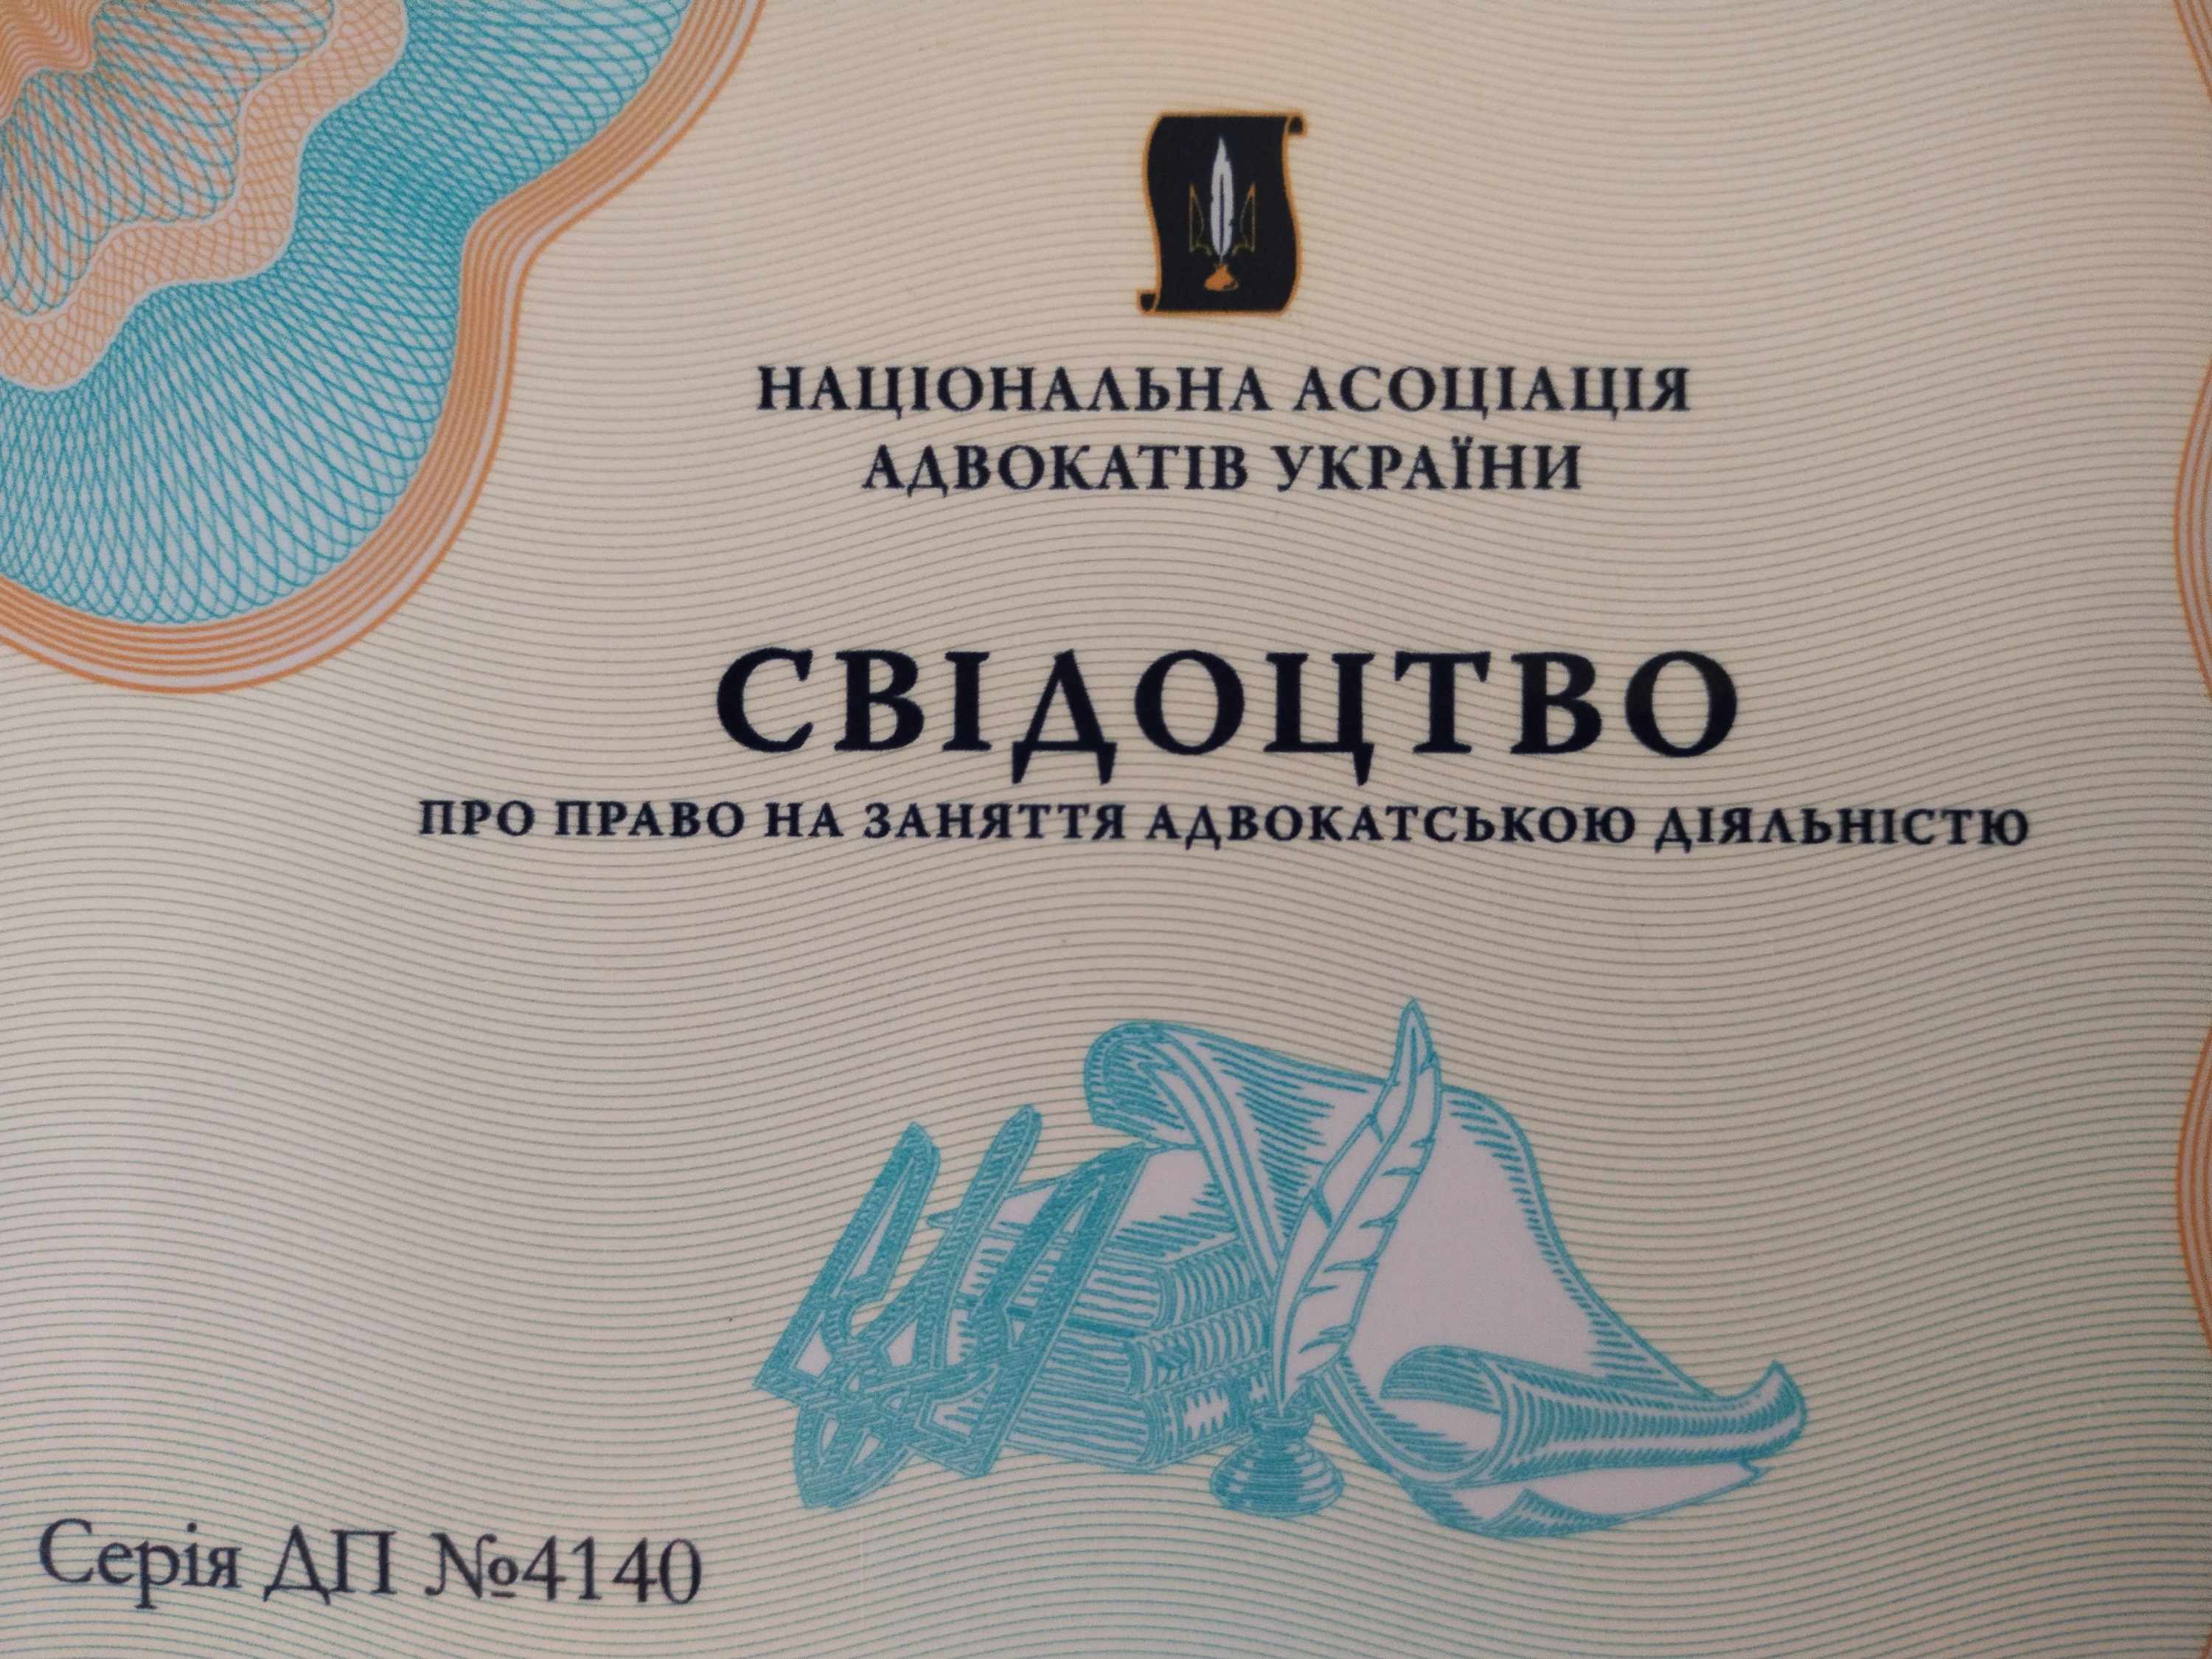 НАЦІОНАЛЬНА АСОЦІАЦІЯ
АДВОКАТІВ УКРАЇНИ
СВІДОЦТВО
ПРО ПРАВО НА ЗАНЯТТЯ АДВОКАТСЬКОЮ ДІЯЛЬНІСТЮ
Серія ДП №4140